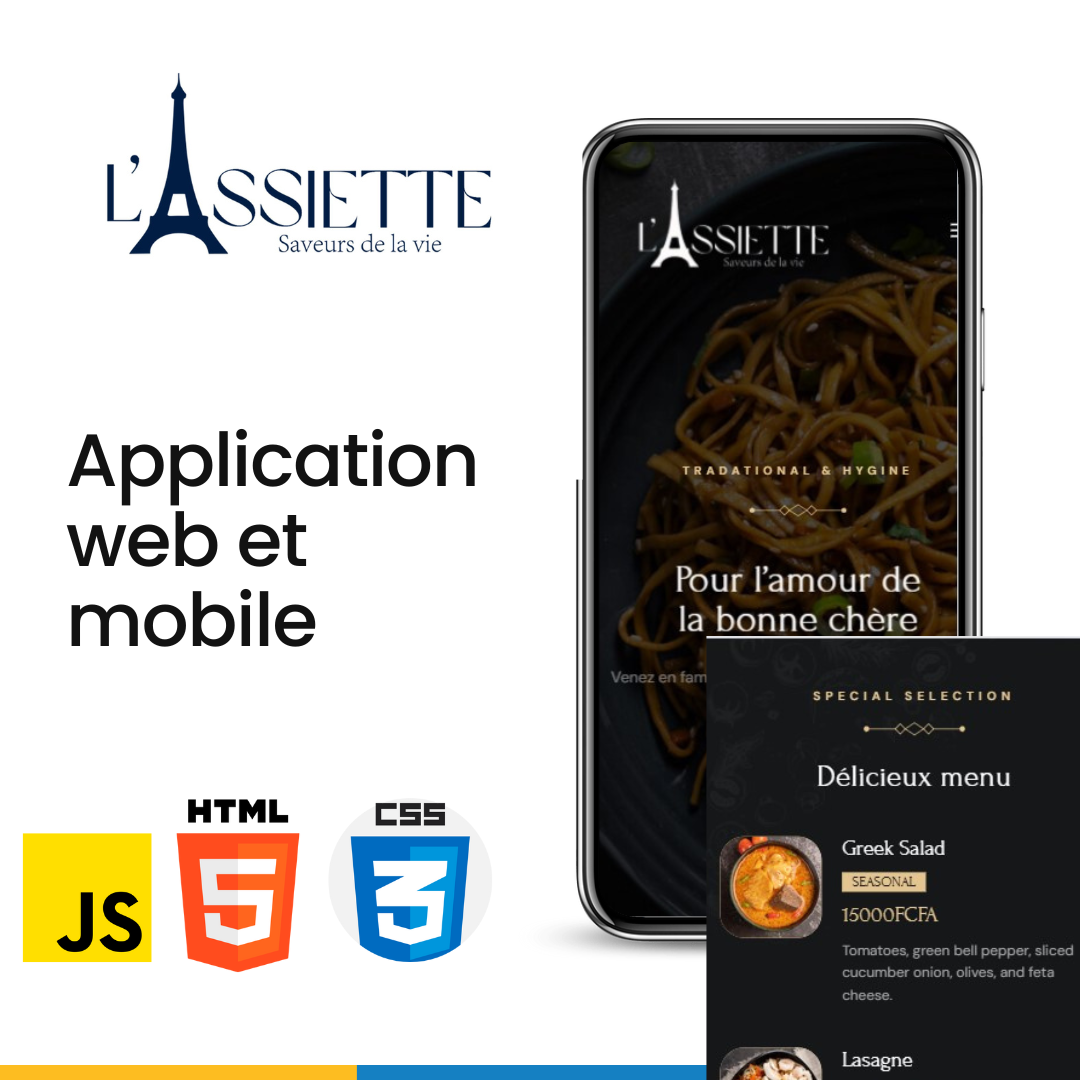 L'ASSIETTE
Saveurs de la vie
Application
web et
mobile
JS
HTML
5
CSS
3
L'ASSIETTE
Saveurs de la vie
TRADATIONAL & HYGINE
Pour l'amour de
la bonne chère
Venez en fam
SPECIAL SELECTION
Délicieux menu
Greek Salad
SEASONAL
15000FCFA
Tomatoes, green bell pepper, sliced
cucumber onion, olives, and feta
cheese.
Lasagne